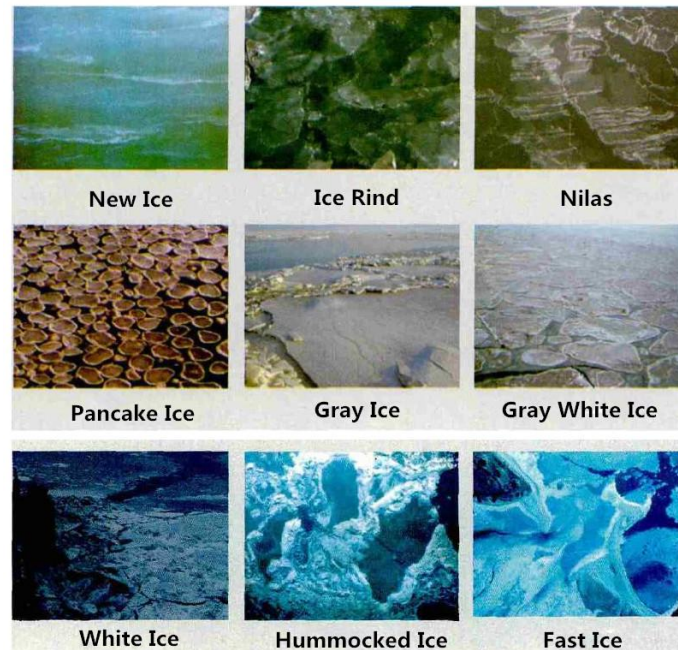 New Ice
Ice Rind
Nilas
Pancake Ice
Gray Ice
Gray White Ice
White Ice
Hummocked Ice
Fast Ice